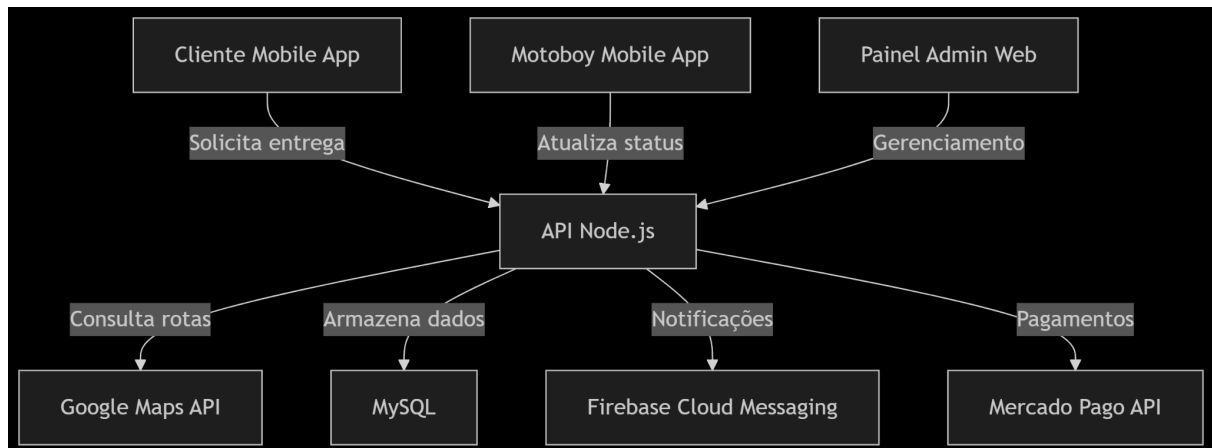 Cliente Mobile App
Motoboy Mobile App
Painel Admin Web
Solicita entrega
Atualiza status
Gerenciamento
API Node.js
Consulta rotas
Armazena dados
Notificações
Pagamentos
Google Maps API
MySQL
Firebase Cloud Messaging
Mercado Pago API